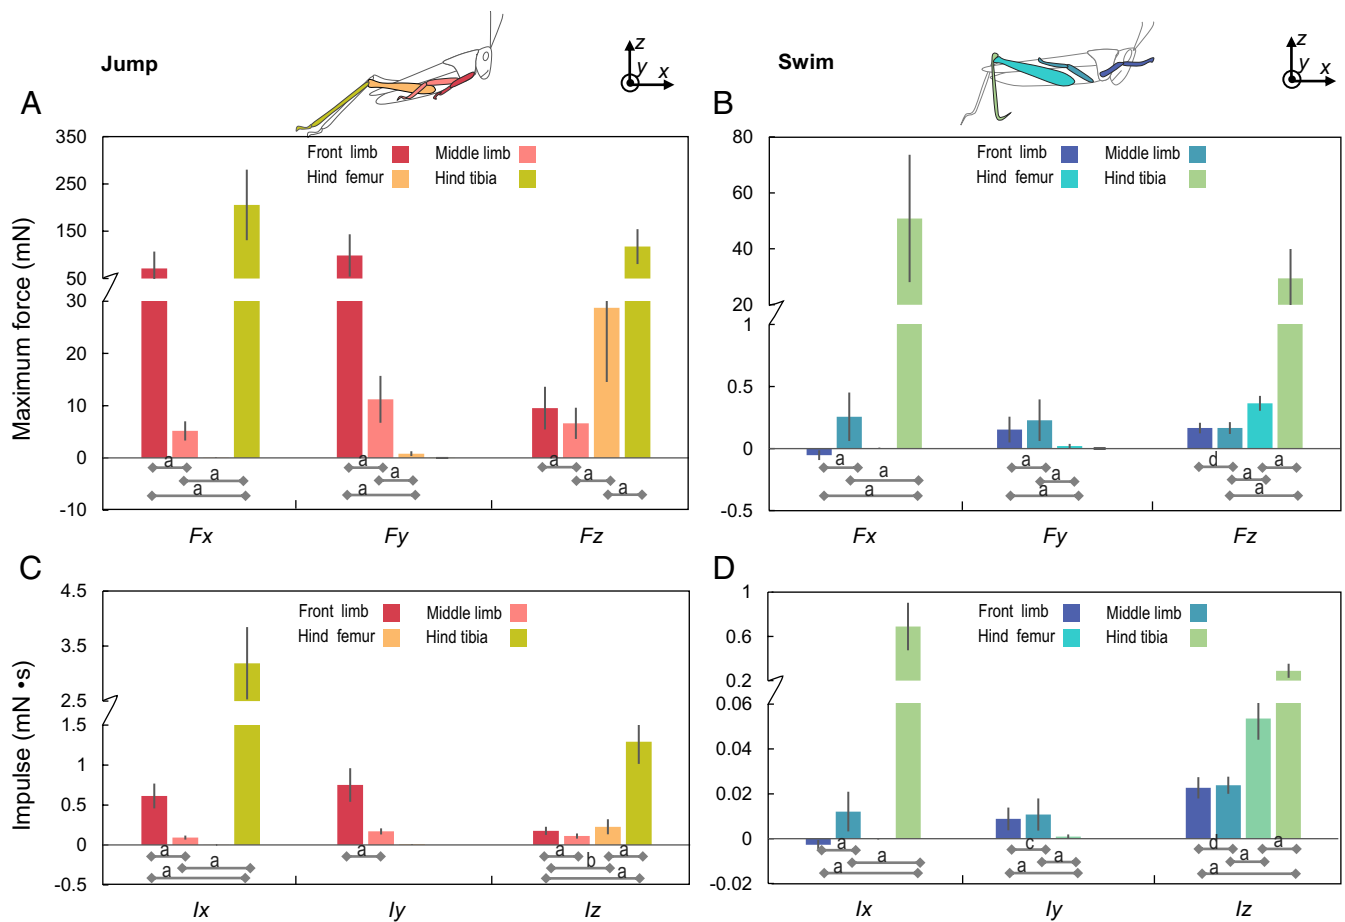 Jump
z
y
x
Swim
z
y
x
A
Front limb
Middle limb
Hind femur
Hind tibia
Maximum force (mN)
350
250
150
50
30
20
10
0
-10
a
a
a
a
a
a
a
a
a
Fx
Fy
Fz
B
Front limb
Middle limb
Hind femur
Hind tibia
80
60
40
20
1
0.5
0
-0.5
a
a
a
a
a
a
d
a
a
a
Fx
Fy
Fz
C
Front limb
Middle limb
Hind femur
Hind tibia
Impulse (mN •s)
4.5
3.5
2.5
1.5
1
0.5
0
-0.5
a
a
a
a
a
a
b
a
Ix
Iy
Iz
D
Front limb
Middle limb
Hind femur
Hind tibia
1
0.6
0.2
0.06
0.04
0.02
0
-0.02
a
a
a
c
a
a
d
a
a
a
Ix
Iy
Iz